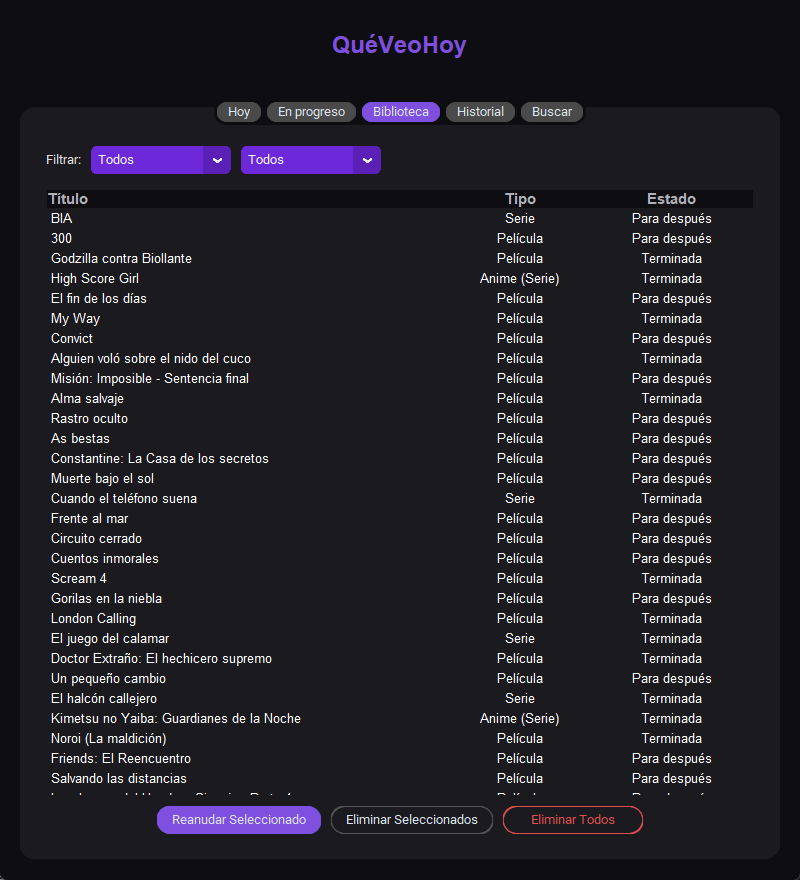 QuéVeoHoy
Hoy En progreso Biblioteca Historial Buscar
Filtrar: Todos Todos
Título Tipo Estado
BIA Serie Para después
300 Película Para después
Godzilla contra Biollante Película Terminada
High Score Girl Anime (Serie) Terminada
El fin de los días Película Para después
My Way Película Terminada
Convict Película Para después
Alguien voló sobre el nido del cuco Película Terminada
Misión: Imposible - Sentencia final Película Para después
Alma salvaje Película Terminada
Rastro oculto Película Para después
As bestas Película Para después
Constantine: La Casa de los secretos Película Para después
Muerte bajo el sol Película Para después
Cuando el teléfono suena Serie Terminada
Frente al mar Película Para después
Circuito cerrado Película Para después
Cuentos inmorales Película Para después
Scream 4 Película Terminada
Gorilas en la niebla Película Para después
London Calling Película Terminada
El juego del calamar Serie Terminada
Doctor Extraño: El hechicero supremo Película Terminada
Un pequeño cambio Película Para después
El halcón callejero Serie Terminada
Kimetsu no Yaiba: Guardianes de la Noche Anime (Serie) Terminada
Noroi (La maldición) Película Terminada
Friends: El Reencuentro Película Para después
Salvando las distancias Película Para después
Reanudar Seleccionado Eliminar Seleccionados Eliminar Todos